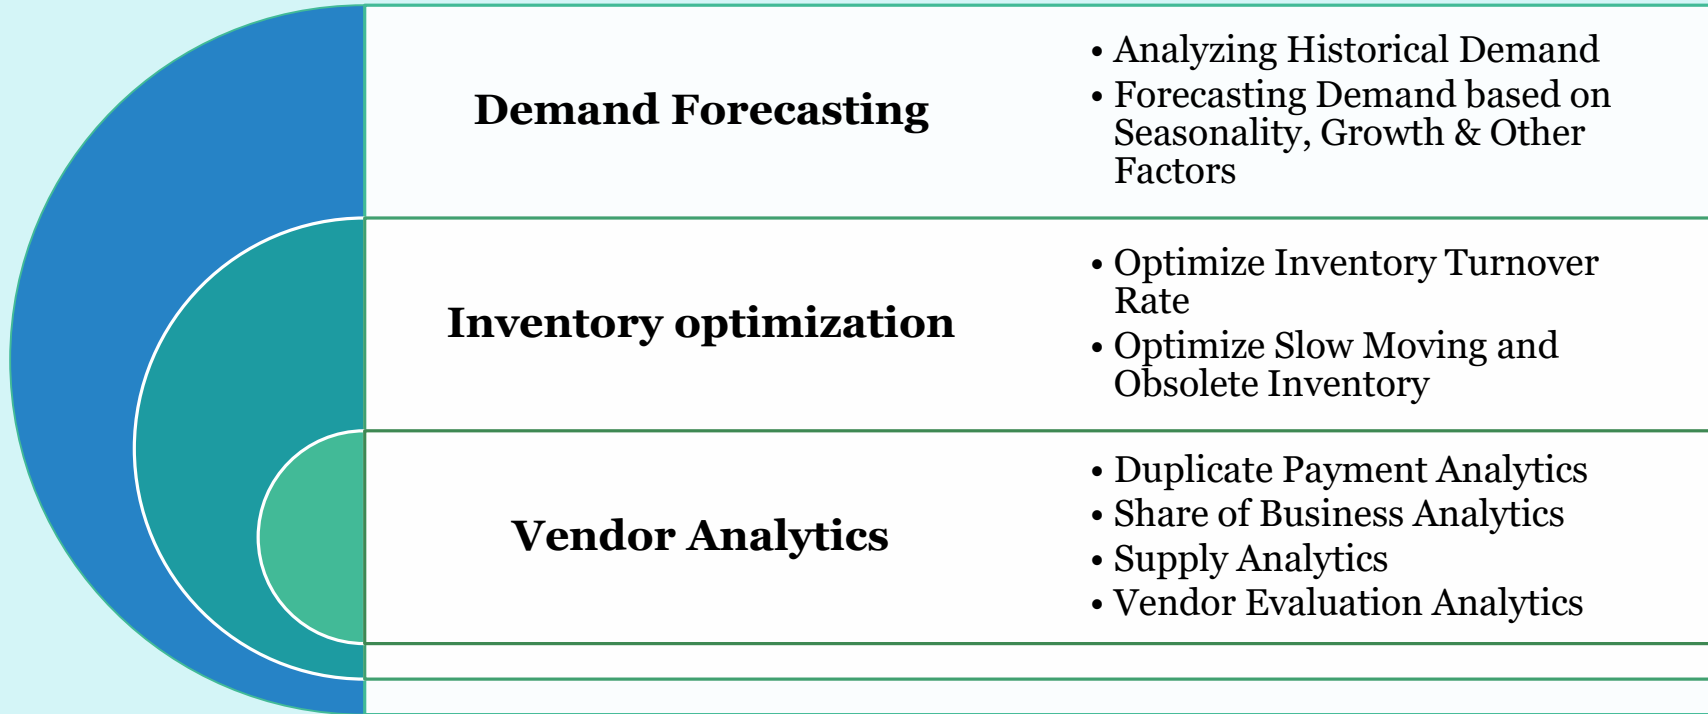 Demand Forecasting
• Analyzing Historical Demand
• Forecasting Demand based on
Seasonality, Growth & Other
Factors
Inventory optimization
• Optimize Inventory Turnover
Rate
• Optimize Slow Moving and
Obsolete Inventory
Vendor Analytics
• Duplicate Payment Analytics
• Share of Business Analytics
• Supply Analytics
• Vendor Evaluation Analytics